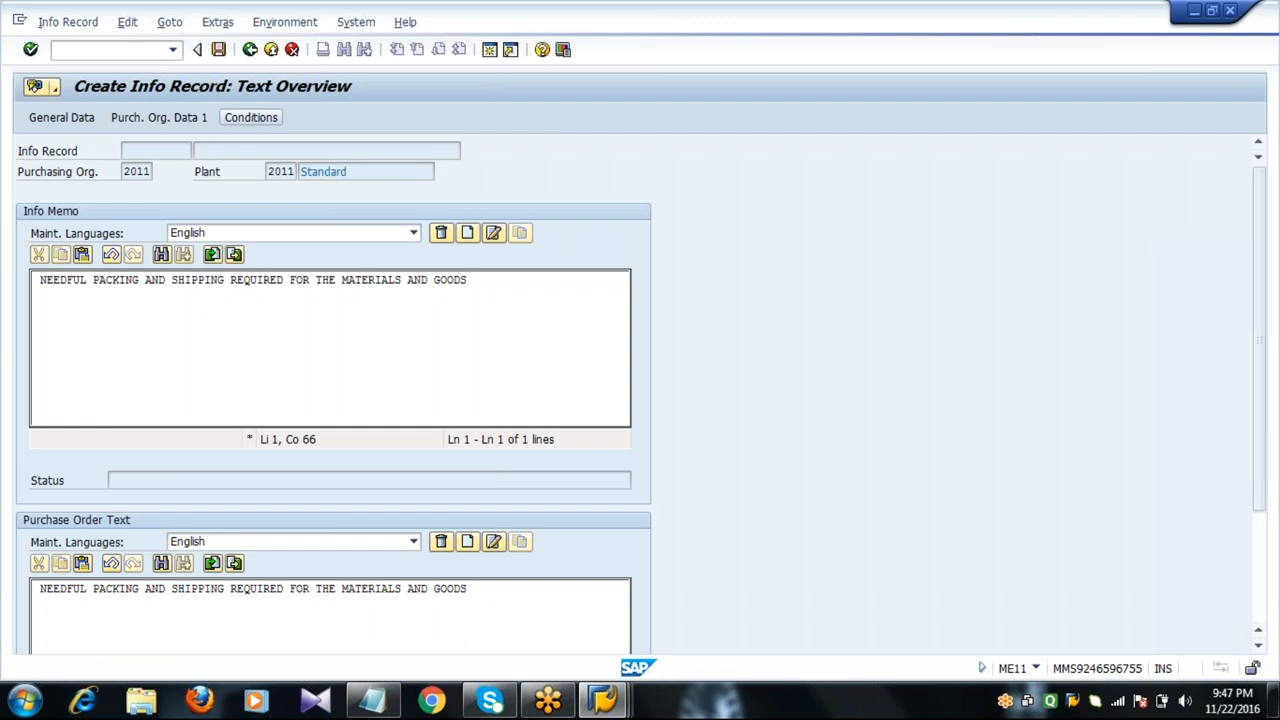 Info Record Edit Goto Extras Environment System Help
Create Info Record: Text Overview
General Data Purch. Org. Data 1 Conditions
Info Record
Purchasing Org. 2011 Plant 2011 Standard
Info Memo
Maint. Languages: English
NEEDFUL PACKING AND SHIPPING REQUIRED FOR THE MATERIALS AND GOODS
* Li 1, Co 66 Ln 1 - Ln 1 of 1 lines
Status
Purchase Order Text
Maint. Languages: English
NEEDFUL PACKING AND SHIPPING REQUIRED FOR THE MATERIALS AND GOODS
SAP ME11 MMS9246596755 INS
9:47 PM
11/22/2016